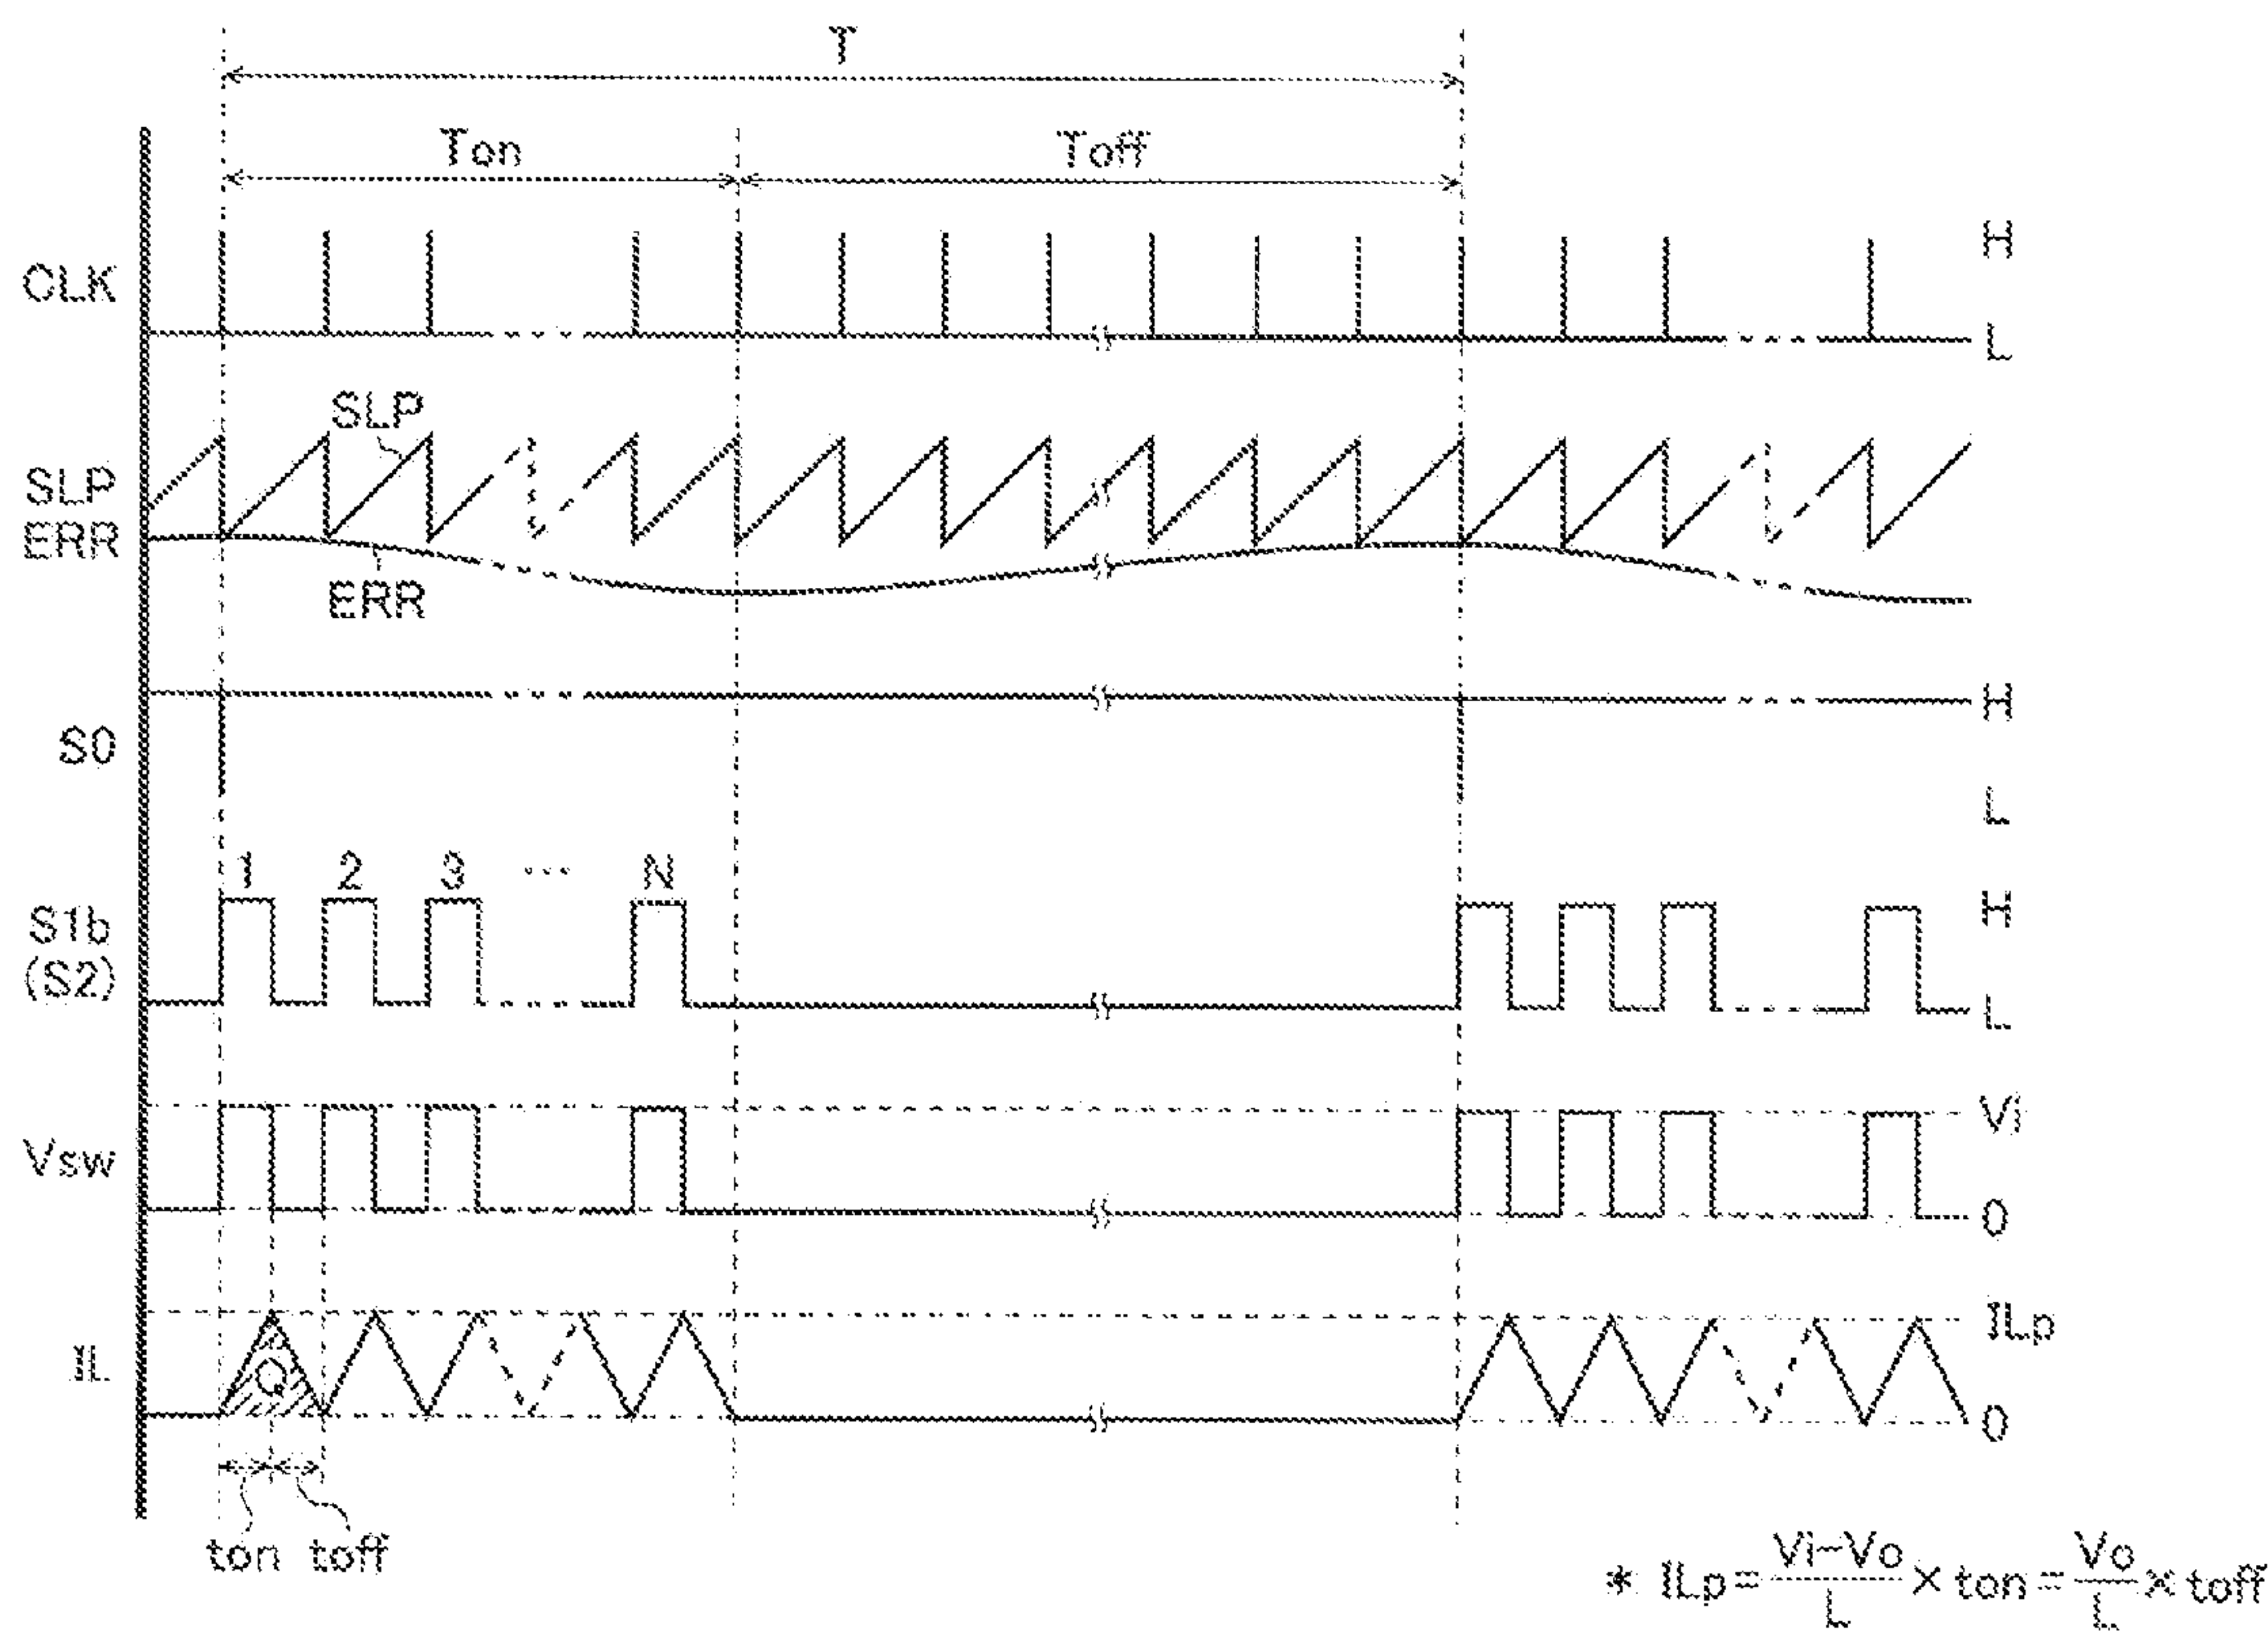 T
Ton Toff
CLK H
L
SLP
SLP
ERR
ERR
H
S0
L
1 2 3 ... N
S1b H
(S2) L
Vi
Vsw
0
ILp
IL Q
0
ton toff
* ILp = Vi-Vo/L × ton = Vo/L × toff